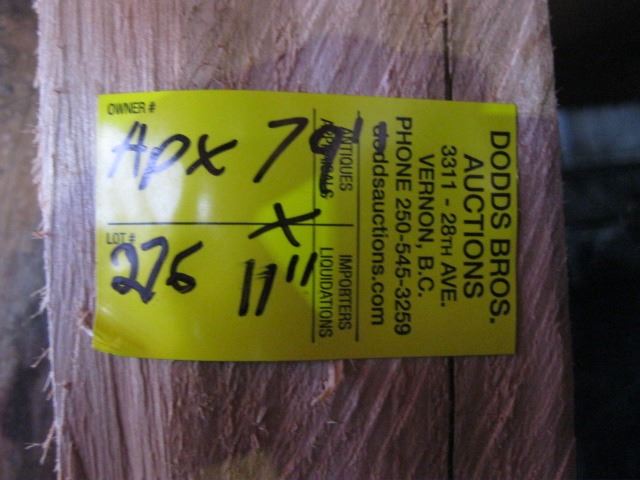 DODDS BROS.
AUCTIONS
3311 - 28TH AVE.
VERNON, B.C.
PHONE 250-545-3259
doddsauctions.com
ANTIQUES
APPRAISALS
IMPORTERS
LIQUIDATIONS
OWNER #
Apx 79"
X
11"
LOT #
276